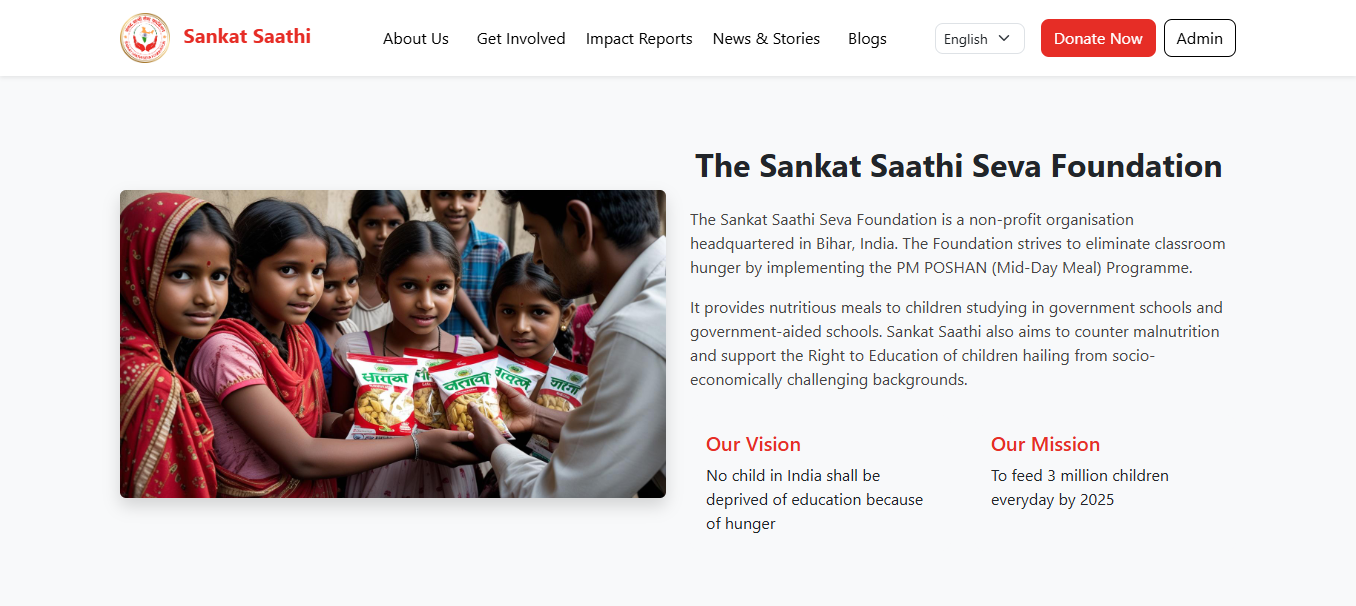 Sankat Saathi
About Us
Get Involved
Impact Reports
News & Stories
Blogs
English
Donate Now
Admin
The Sankat Saathi Seva Foundation
The Sankat Saathi Seva Foundation is a non-profit organisation
headquartered in Bihar, India. The Foundation strives to eliminate classroom
hunger by implementing the PM POSHAN (Mid-Day Meal) Programme.
It provides nutritious meals to children studying in government schools and
government-aided schools. Sankat Saathi also aims to counter malnutrition
and support the Right to Education of children hailing from socio-
economically challenging backgrounds.
Our Vision
No child in India shall be
deprived of education because
of hunger
Our Mission
To feed 3 million children
everyday by 2025